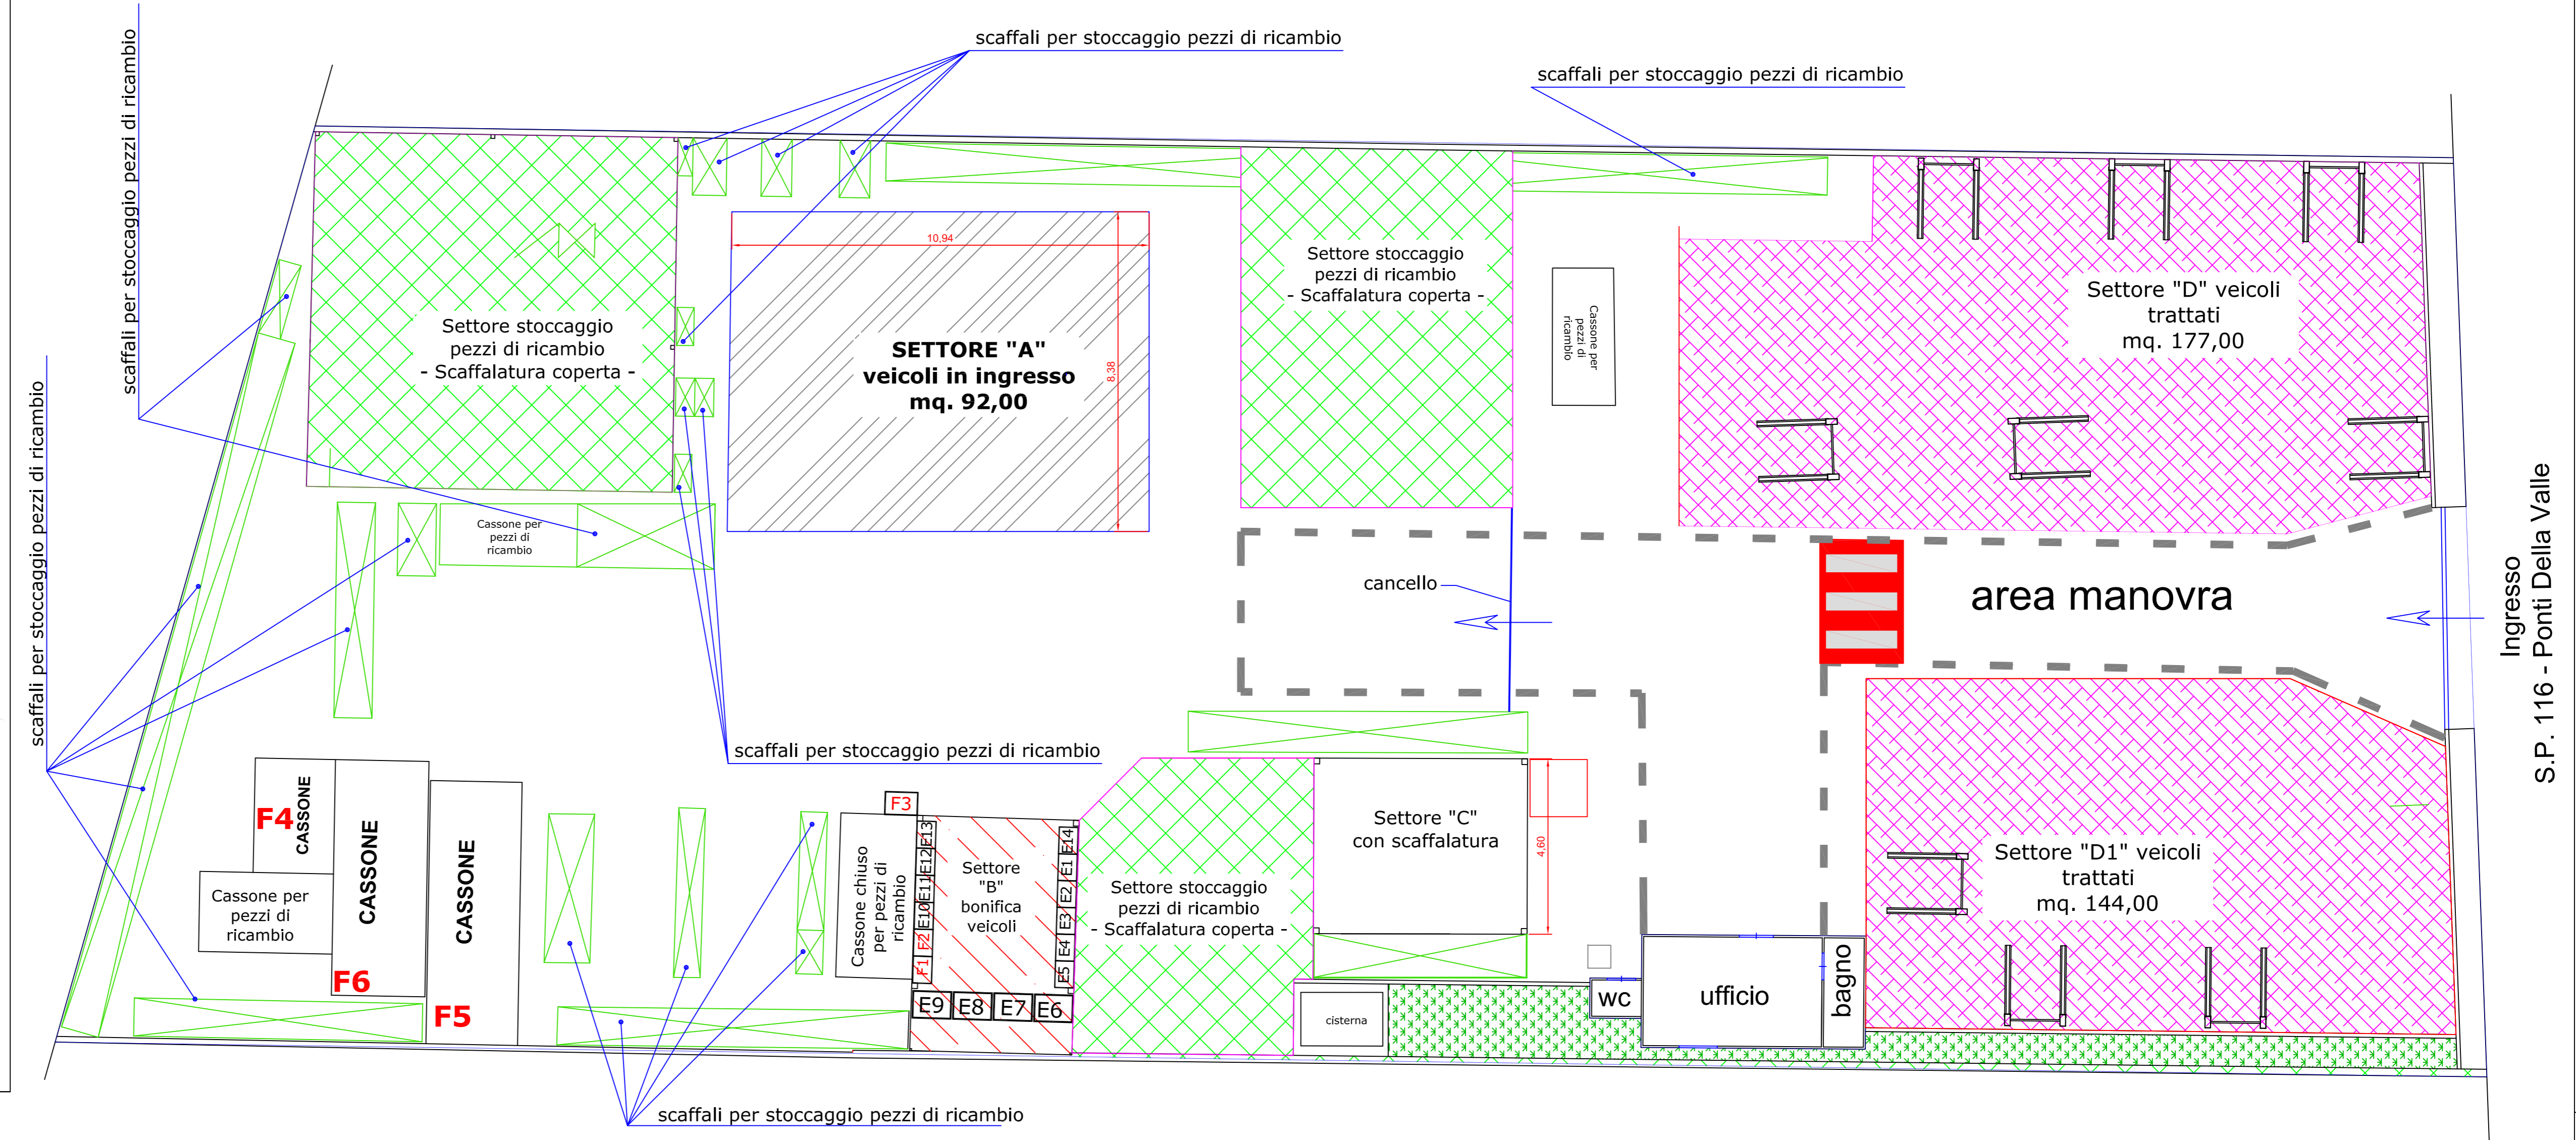 scaffali per stoccaggio pezzi di ricambio
scaffali per stoccaggio pezzi di ricambio
scaffali per stoccaggio pezzi di ricambio
scaffali per stoccaggio pezzi di ricambio
Settore stoccaggio
pezzi di ricambio
- Scaffalatura coperta -
10,94
8,38
SETTORE "A"
veicoli in ingresso
mq. 92,00
Settore stoccaggio
pezzi di ricambio
- Scaffalatura coperta -
Cassone per
pezzi di
ricambio
Settore "D" veicoli
trattati
mq. 177,00
Cassone per
pezzi di
ricambio
cancello
area manovra
Ingresso
S.P. 116 - Ponti Della Valle
scaffali per stoccaggio pezzi di ricambio
F4
CASSONE
CASSONE
F6
CASSONE
F5
Cassone per
pezzi di
ricambio
Cassone chiuso
per pezzi di
ricambio
F3
E13
E12
E11
E10
F2
F1
Settore
"B"
bonifica
veicoli
E14
E1
E2
E3
E4
E5
E9
E8
E7
E6
Settore stoccaggio
pezzi di ricambio
- Scaffalatura coperta -
Settore "C"
con scaffalatura
4,60
cisterna
wc
ufficio
bagno
Settore "D1" veicoli
trattati
mq. 144,00
scaffali per stoccaggio pezzi di ricambio